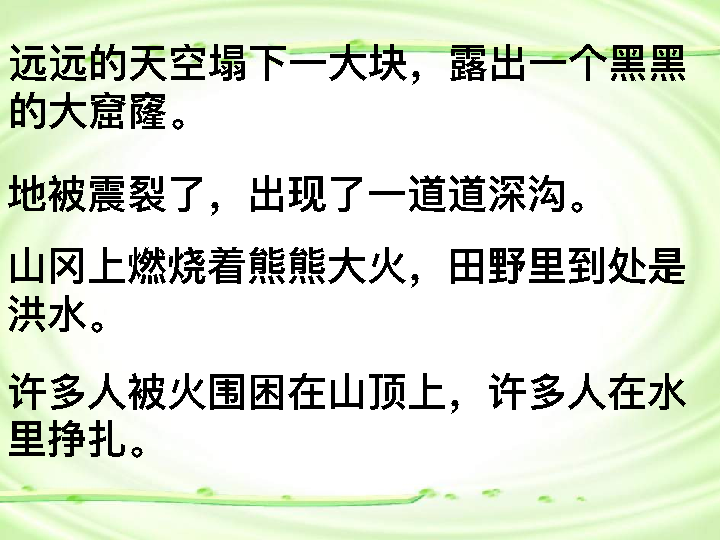 远远的天空塌下一大块，露出一个黑黑
的大窟窿。
地被震裂了，出现了一道道深沟。
山冈上燃烧着熊熊大火，田野里到处是
洪水。
许多人被火围困在山顶上，许多人在水
里挣扎。